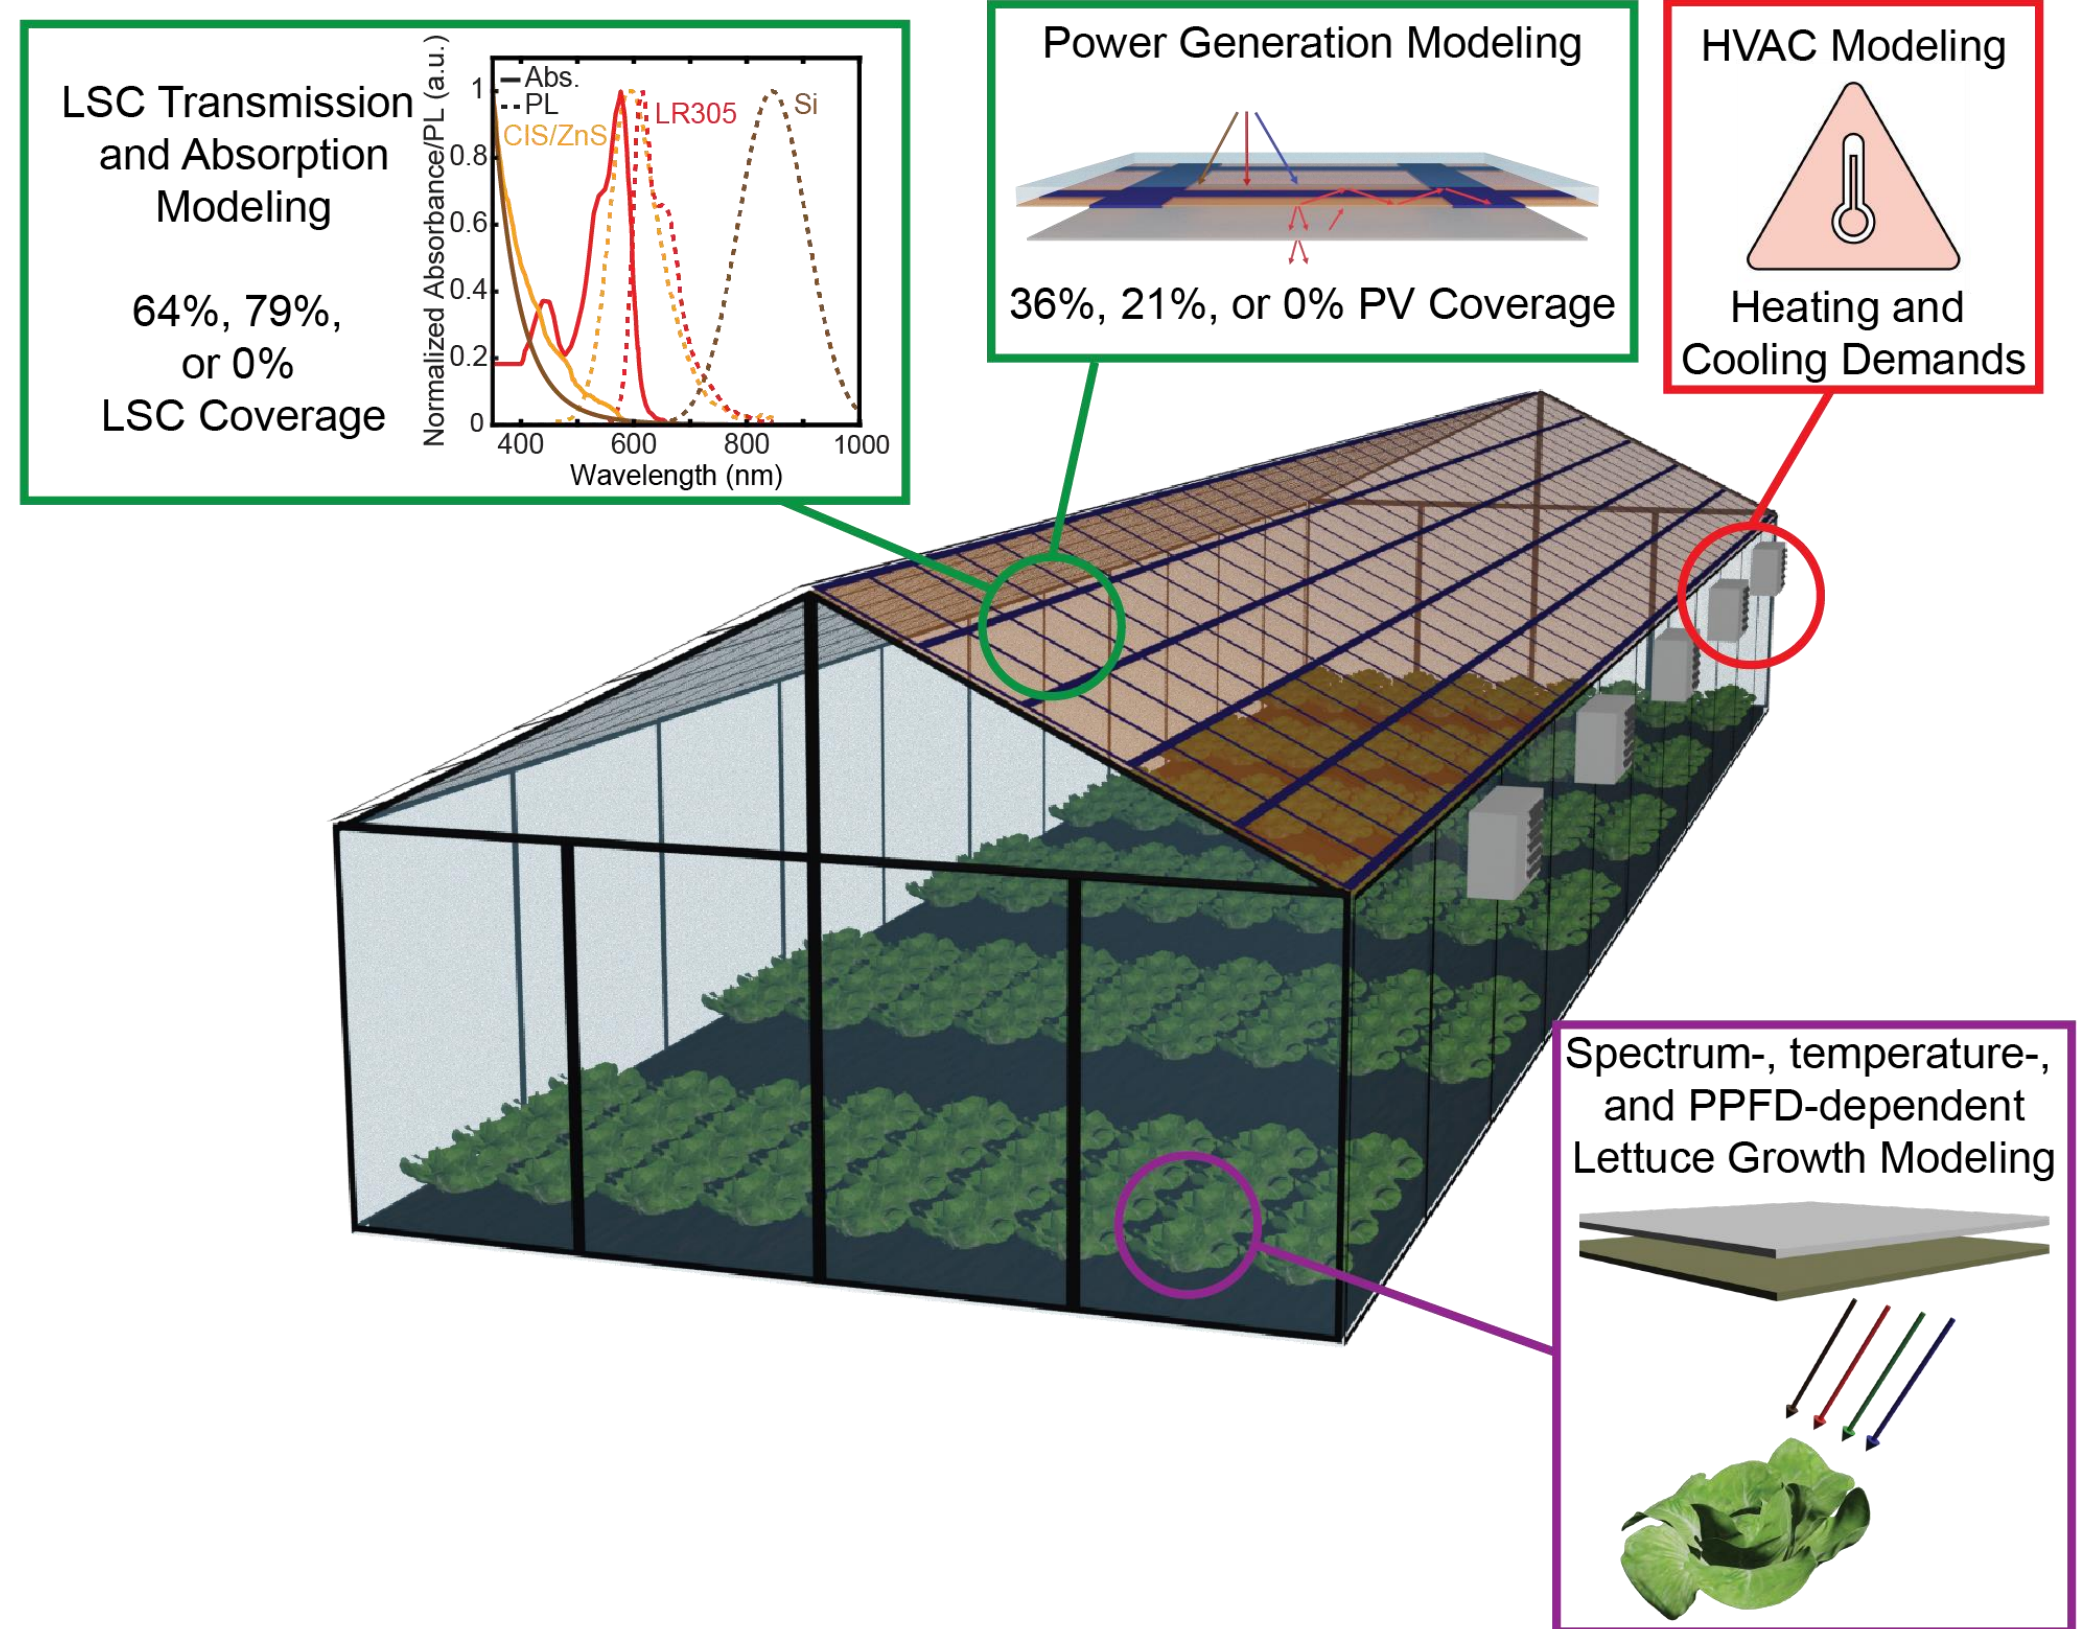 LSC Transmission
and Absorption
Modeling
64%, 79%,
or 0%
LSC Coverage
Normalized Absorbance/PL (a.u.)
1
0.8
0.6
0.4
0.2
0
Abs.
PL
CIS/ZnS
LR305
Si
400 600 800 1000
Wavelength (nm)
Power Generation Modeling
36%, 21%, or 0% PV Coverage
HVAC Modeling
Heating and
Cooling Demands
Spectrum-, temperature-,
and PPFD-dependent
Lettuce Growth Modeling